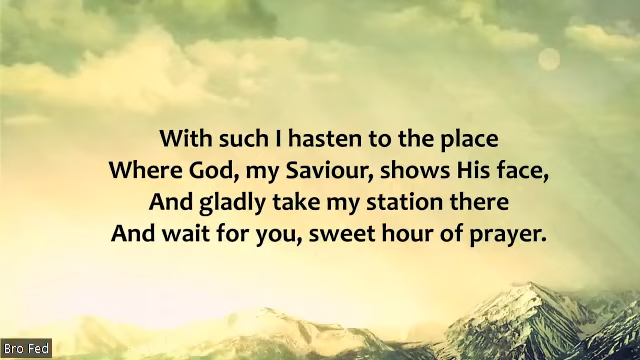 With such I hasten to the place
Where God, my Saviour, shows His face,
And gladly take my station there
And wait for you, sweet hour of prayer.
Bro Fed